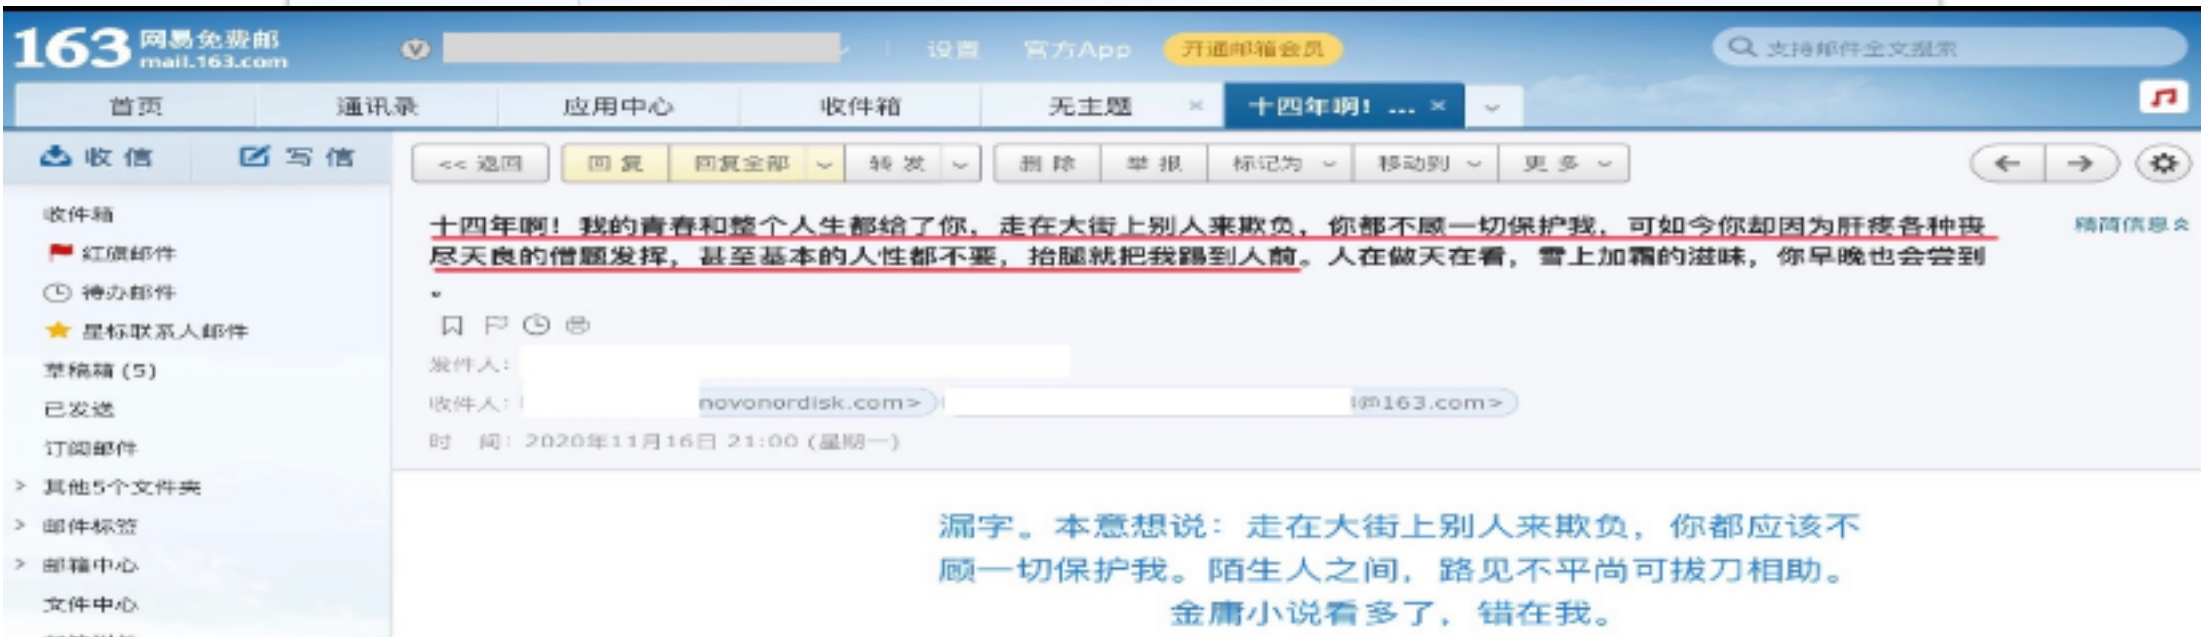 163 网易免费邮
mail.163.com
设置 官方App 开通邮箱会员
支持邮件全文搜索
首页 通讯录 应用中心 收件箱 无主题 × 十四年啊！ ... ×
收信 写信
<< 返回 回复 回复全部 转发 删除 举报 标记为 移动到 更多
收件箱
红旗邮件
待办邮件
星标联系人邮件
草稿箱 (5)
已发送
订阅邮件
> 其他5个文件夹
> 邮件标签
> 邮箱中心
文件中心
十四年啊！我的青春和整个人生都给了你，走在大街上别人来欺负，你都不顾一切保护我，可如今你却因为肝疼各种丧
尽天良的借题发挥，甚至基本的人性都不要，抬腿就把我踢到人前。人在做天在看，雪上加霜的滋味，你早晚也会尝到
。
精简信息
发件人：
收件人： novonordisk.com> @163.com>
时 间：2020年11月16日 21:00 (星期一)
漏字。本意想说：走在大街上别人来欺负，你都应该不
顾一切保护我。陌生人之间，路见不平尚可拔刀相助。
金庸小说看多了，错在我。